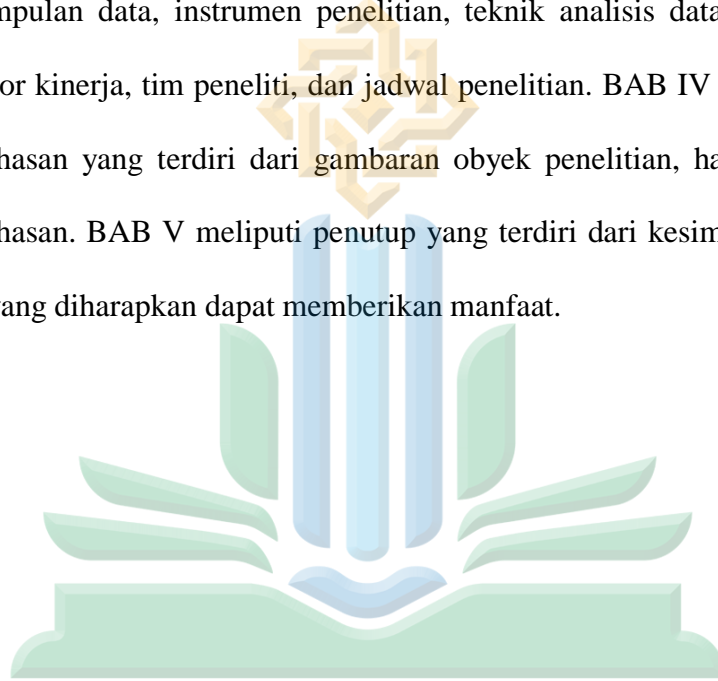 mpulan data, instrumen penelitian, teknik analisis data
or kinerja, tim peneliti, dan jadwal penelitian. BAB IV
hasan yang terdiri dari gambaran obyek penelitian, ha
hasan. BAB V meliputi penutup yang terdiri dari kesim
yang diharapkan dapat memberikan manfaat.